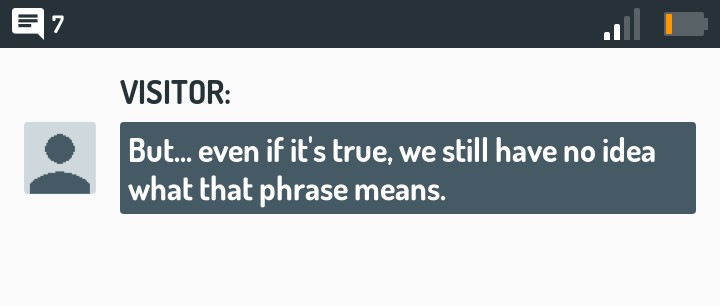 7
VISITOR:
But... even if it's true, we still have no idea
what that phrase means.